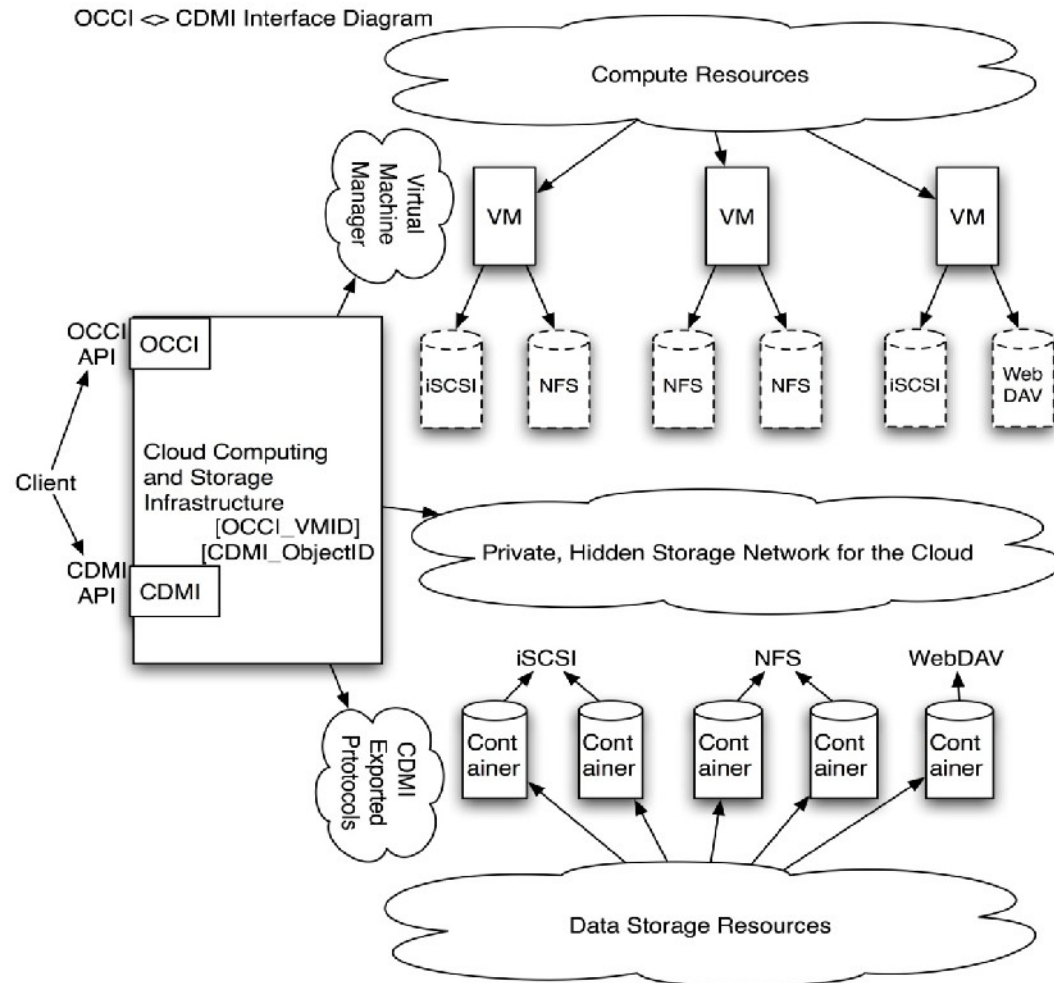 OCCI <> CDMI Interface Diagram
Compute Resources
Virtual
Machine
Manager
VM
VM
VM
OCCI
API
OCCI
iSCSI
NFS
NFS
NFS
iSCSI
Web
DAV
Client
Cloud Computing
and Storage
Infrastructure
[OCCI_VMID]
[CDMI_ObjectID
Private, Hidden Storage Network for the Cloud
CDMI
API
CDMI
iSCSI
NFS
WebDAV
CDMI
Exported
Prtotocols
Cont
ainer
Cont
ainer
Cont
ainer
Cont
ainer
Cont
ainer
Data Storage Resources